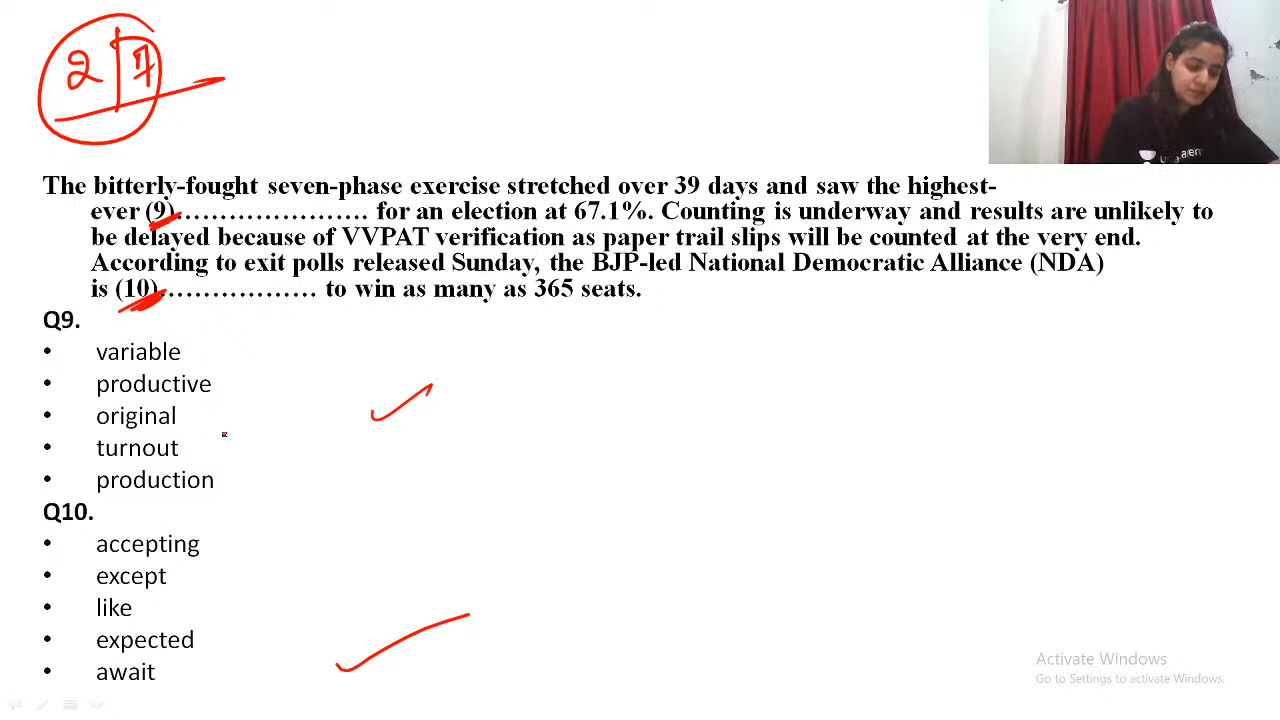 2|7
The bitterly-fought seven-phase exercise stretched over 39 days and saw the highest-
ever (9)………………… for an election at 67.1%. Counting is underway and results are unlikely to
be delayed because of VVPAT verification as paper trail slips will be counted at the very end.
According to exit polls released Sunday, the BJP-led National Democratic Alliance (NDA)
is (10)……………… to win as many as 365 seats.
Q9.
• variable
• productive
• original
• turnout
• production
Q10.
• accepting
• except
• like
• expected
• await
Activate Windows
Go to Settings to activate Windows.